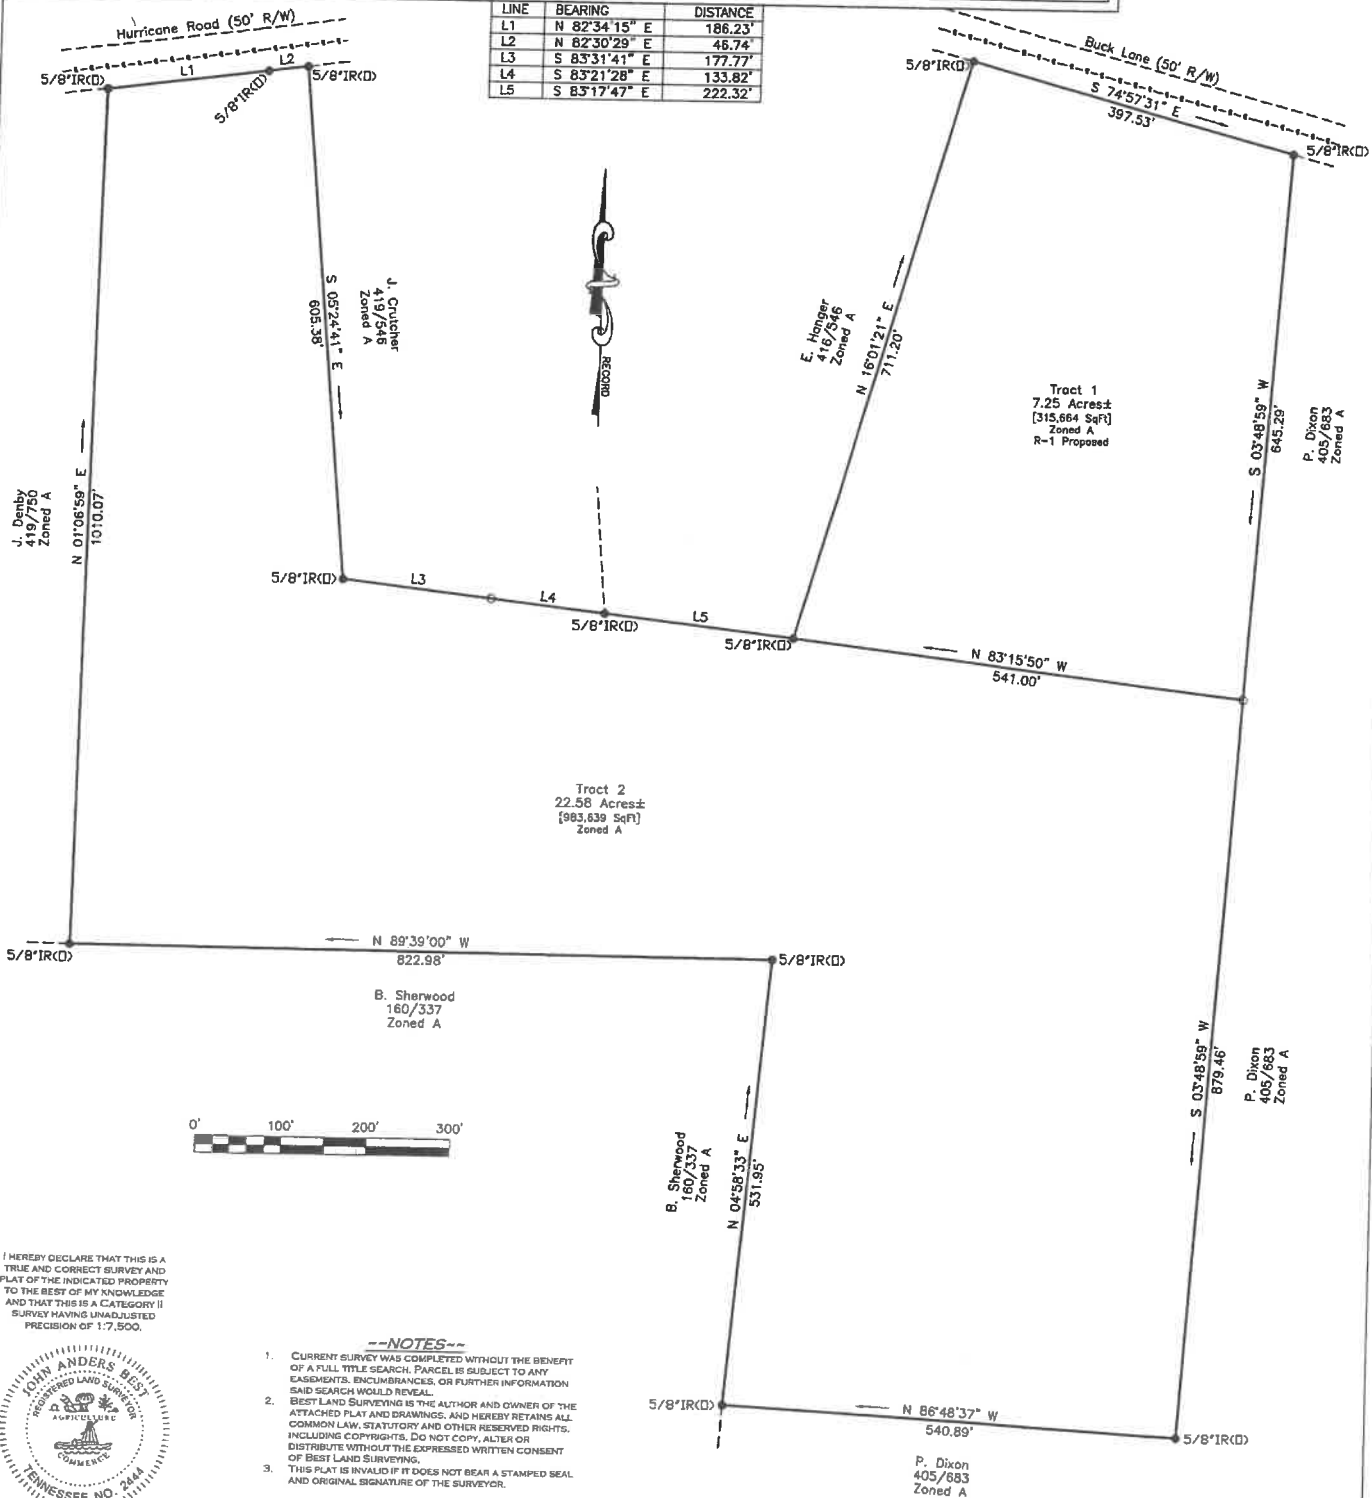 LINE BEARING DISTANCE
L1 N 82°34'15" E 186.23'
L2 N 82°30'29" E 46.74'
L3 S 83°31'41" E 177.77'
L4 S 83°21'28" E 133.82'
L5 S 83°17'47" E 222.32'
Hurricane Road (50' R/W)
L1
L2
5/8"IR(O)
5/8"IR(O)
5/8"IR(O)
Buck Lane (50' R/W)
5/8"IR(O)
S 74°57'31" E
397.53'
5/8"IR(O)
S 05°24'41" E
605.38'
J. Crutcher
419/546
Zoned A
RECORD
E. Hanger
416/546
Zoned A
N 16°01'21" E
711.20'
Tract 1
7.25 Acres±
[315,664 SqFt]
Zoned A
R-1 Proposed
S 03°48'59" W
645.29'
P. Dixon
405/683
Zoned A
J. Denby
419/750
Zoned A
N 01°06'59" E
1010.07'
5/8"IR(O)
L3
L4
5/8"IR(O)
L5
5/8"IR(O)
N 83°15'50" W
541.00'
Tract 2
22.58 Acres±
[983,639 SqFt]
Zoned A
5/8"IR(O)
N 89°39'00" W
822.98'
5/8"IR(O)
B. Sherwood
160/337
Zoned A
S 03°48'59" W
879.46'
P. Dixon
405/683
Zoned A
0' 100' 200' 300'
B. Sherwood
160/337
Zoned A
N 04°58'33" E
531.95'
I HEREBY DECLARE THAT THIS IS A
TRUE AND CORRECT SURVEY AND
PLAT OF THE INDICATED PROPERTY
TO THE BEST OF MY KNOWLEDGE
AND THAT THIS IS A CATEGORY II
SURVEY HAVING UNADJUSTED
PRECISION OF 1:7,500.
JOHN ANDERS BEST
REGISTERED LAND SURVEYOR
AGRICULTURE
COMMERCE
TENNESSEE NO. 2444
--NOTES--
1. CURRENT SURVEY WAS COMPLETED WITHOUT THE BENEFIT
OF A FULL TITLE SEARCH. PARCEL IS SUBJECT TO ANY
EASEMENTS, ENCUMBRANCES, OR FURTHER INFORMATION
SAID SEARCH WOULD REVEAL.
2. BEST LAND SURVEYING IS THE AUTHOR AND OWNER OF THE
ATTACHED PLAT AND DRAWINGS, AND HEREBY RETAINS ALL
COMMON LAW, STATUTORY AND OTHER RESERVED RIGHTS,
INCLUDING COPYRIGHTS. DO NOT COPY, ALTER OR
DISTRIBUTE WITHOUT THE EXPRESSED WRITTEN CONSENT
OF BEST LAND SURVEYING.
3. THIS PLAT IS INVALID IF IT DOES NOT BEAR A STAMPED SEAL
AND ORIGINAL SIGNATURE OF THE SURVEYOR.
5/8"IR(O)
N 86°48'37" W
540.89'
5/8"IR(O)
P. Dixon
405/683
Zoned A